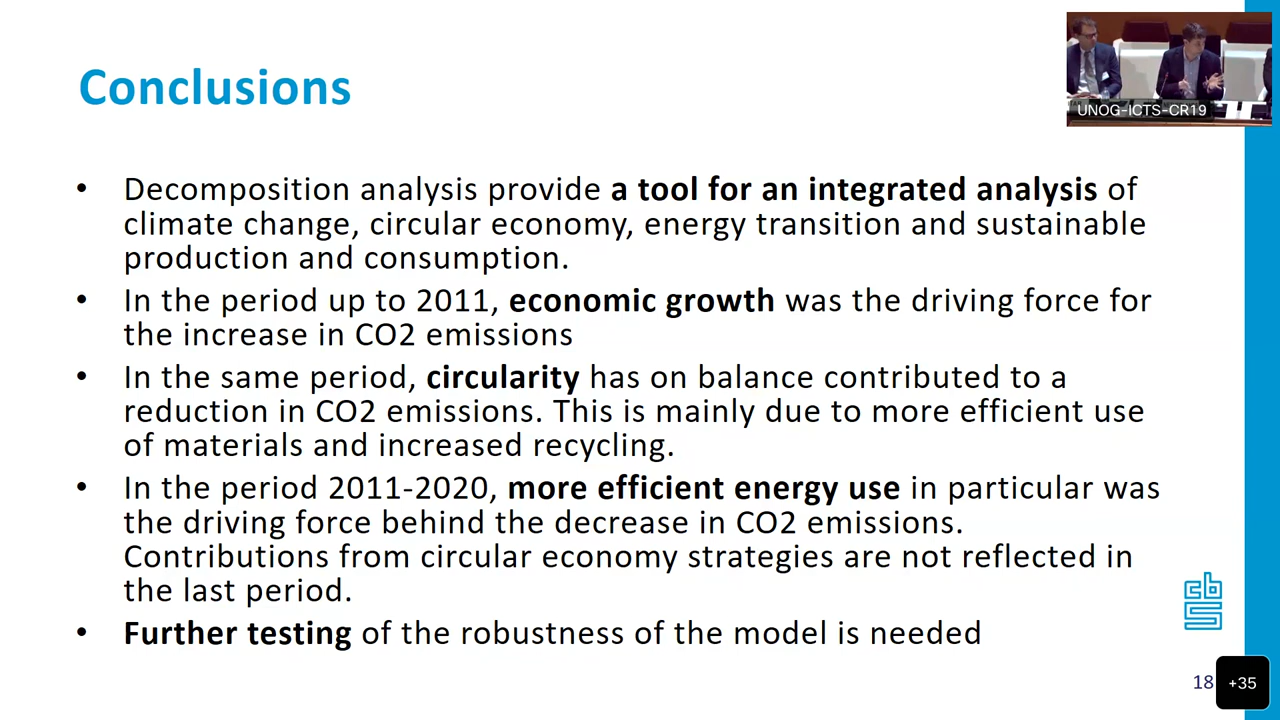 UNOG-ICTS-CR19
Conclusions
• Decomposition analysis provide a tool for an integrated analysis of
climate change, circular economy, energy transition and sustainable
production and consumption.
• In the period up to 2011, economic growth was the driving force for
the increase in CO2 emissions
• In the same period, circularity has on balance contributed to a
reduction in CO2 emissions. This is mainly due to more efficient use
of materials and increased recycling.
• In the period 2011-2020, more efficient energy use in particular was
the driving force behind the decrease in CO2 emissions.
Contributions from circular economy strategies are not reflected in
the last period.
• Further testing of the robustness of the model is needed
cbs
18
+35